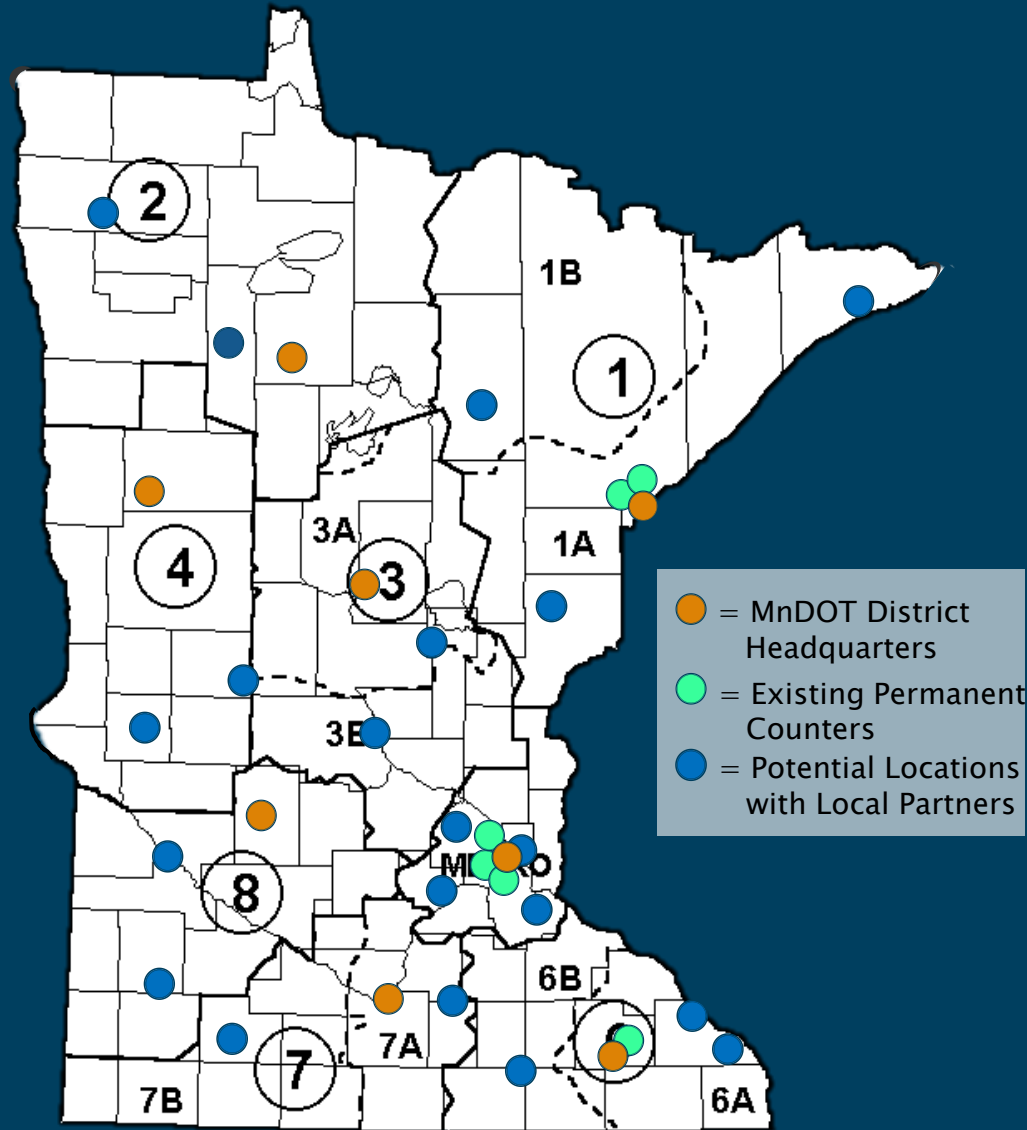 2
1B
1
3A
1A
4
3
= MnDOT District
Headquarters
= Existing Permanent
Counters
= Potential Locations
with Local Partners
3B
METRO
8
6B
7A
7
7B
6A